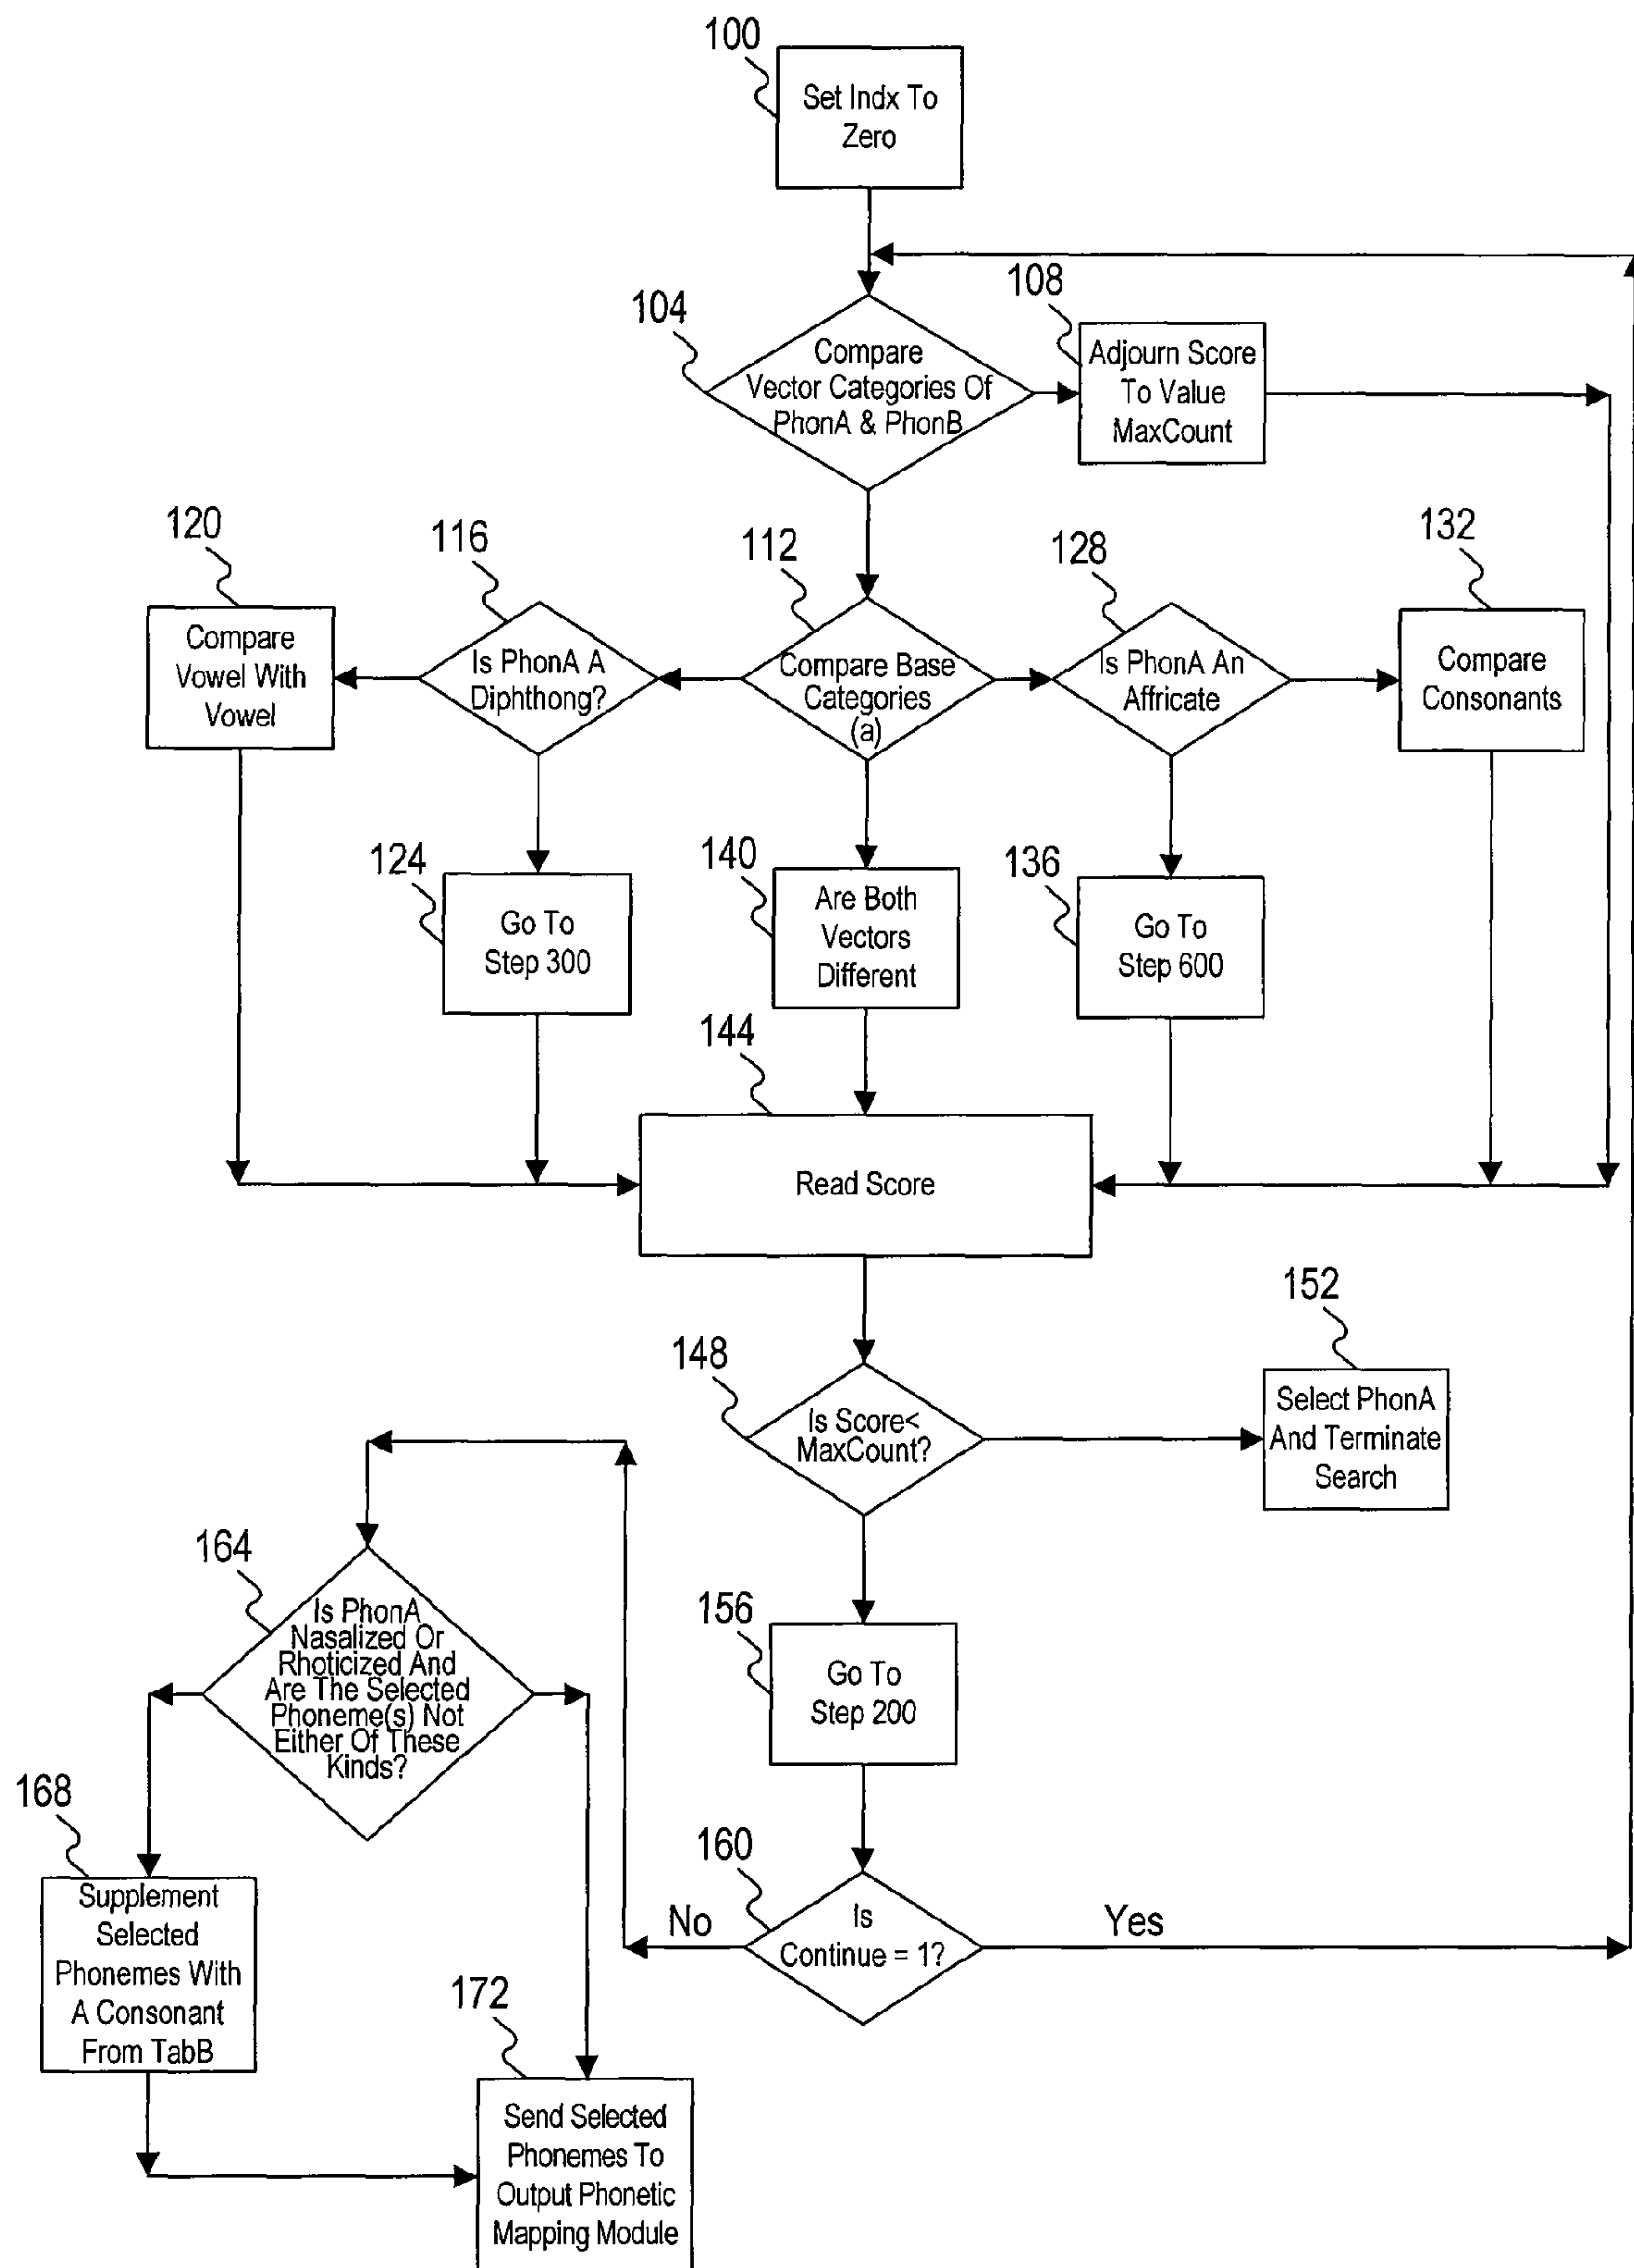 100
Set Indx To
Zero
104
Compare
Vector Categories Of
PhonA & PhonB
108
Adjourn Score
To Value
MaxCount
120
Compare
Vowel With
Vowel
116
Is PhonA A
Diphthong?
112
Compare Base
Categories
(a)
128
Is PhonA An
Affricate
132
Compare
Consonants
124
Go To
Step 300
140
Are Both
Vectors
Different
136
Go To
Step 600
144
Read Score
148
Is Score<
MaxCount?
152
Select PhonA
And Terminate
Search
156
Go To
Step 200
164
Is PhonA
Nasalized Or
Rhoticized And
Are The Selected
Phoneme(s) Not
Either Of These
Kinds?
160
Is
Continue = 1?
No
Yes
168
Supplement
Selected
Phonemes With
A Consonant
From TabB
172
Send Selected
Phonemes To
Output Phonetic
Mapping Module